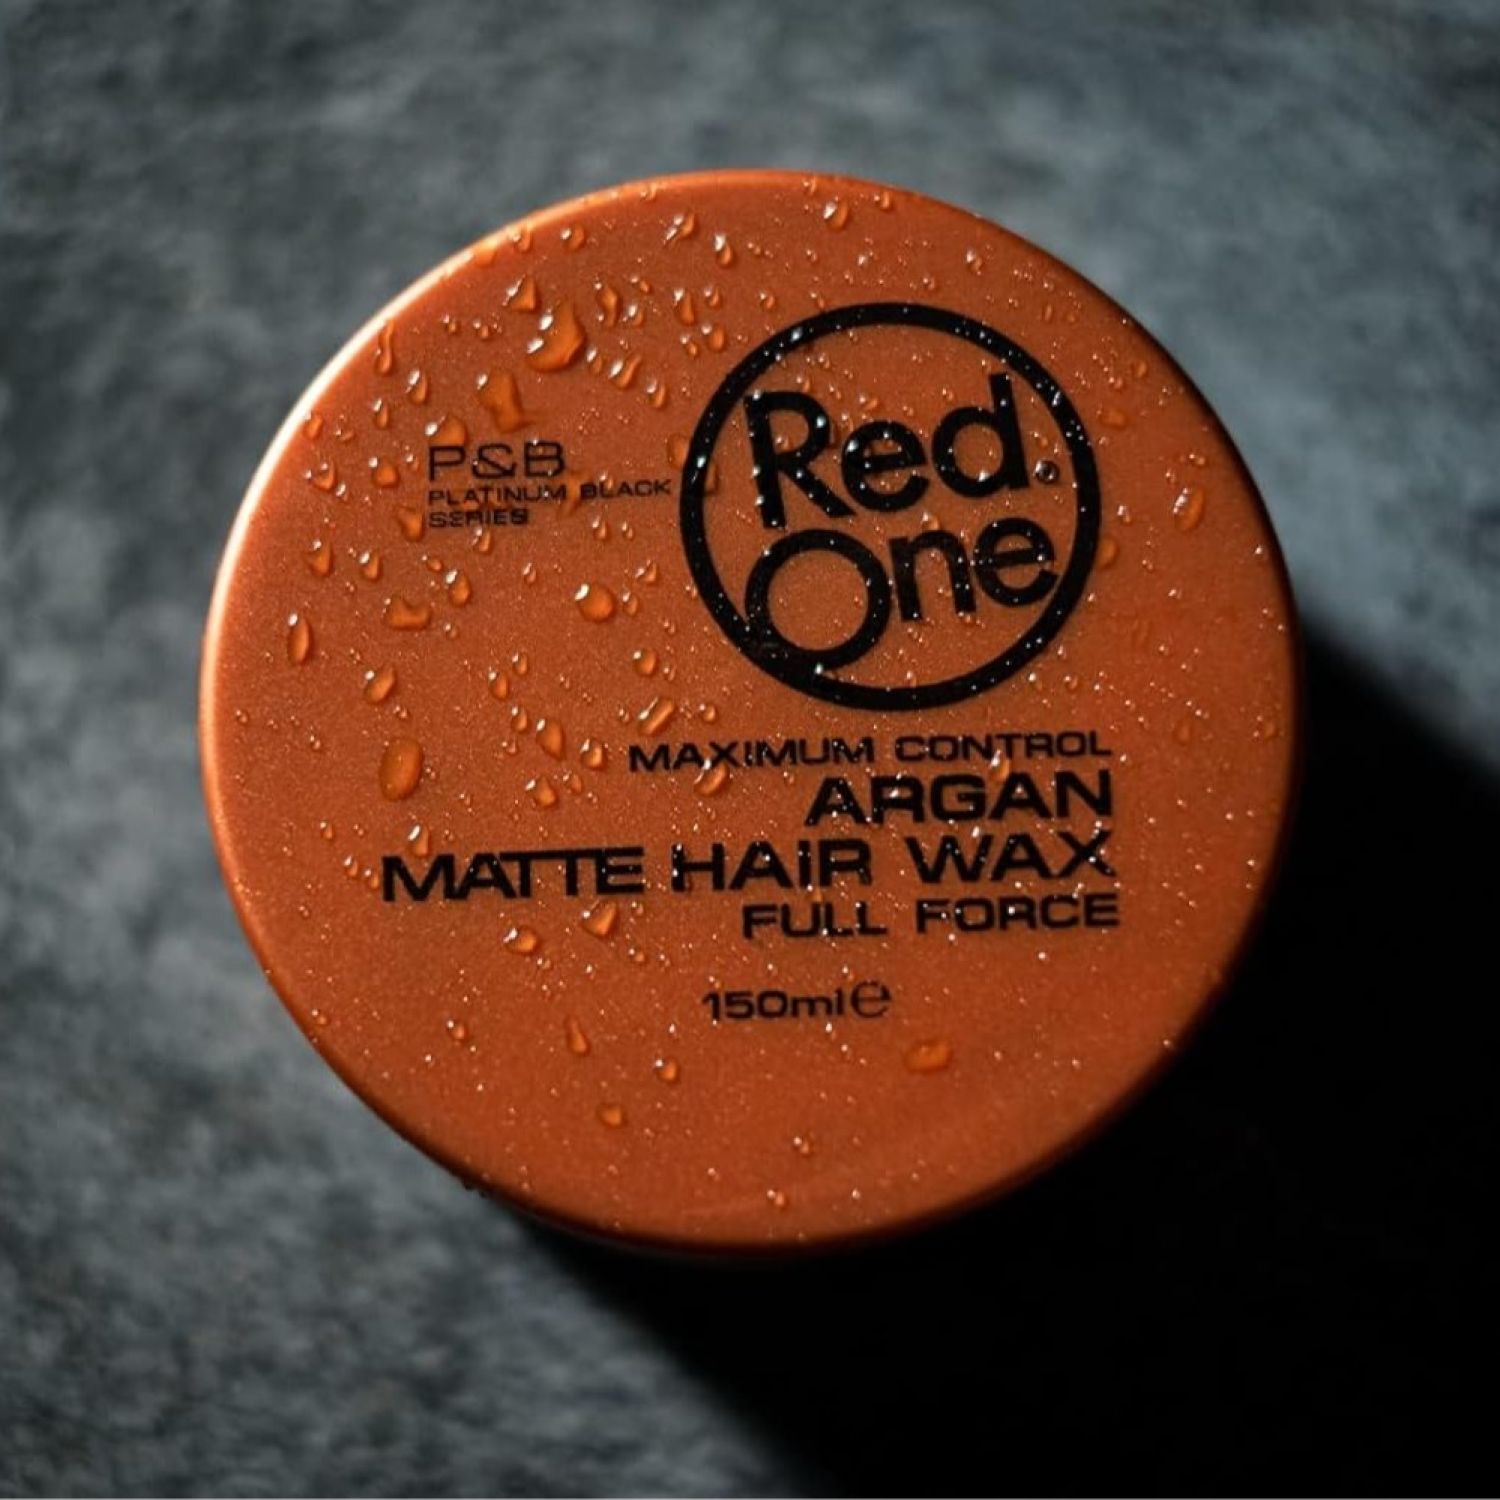 P&B
PLATINUM BLACK
SERIES
Red
One
MAXIMUM CONTROL
ARGAN
MATTE HAIR WAX
FULL FORCE
150ml e